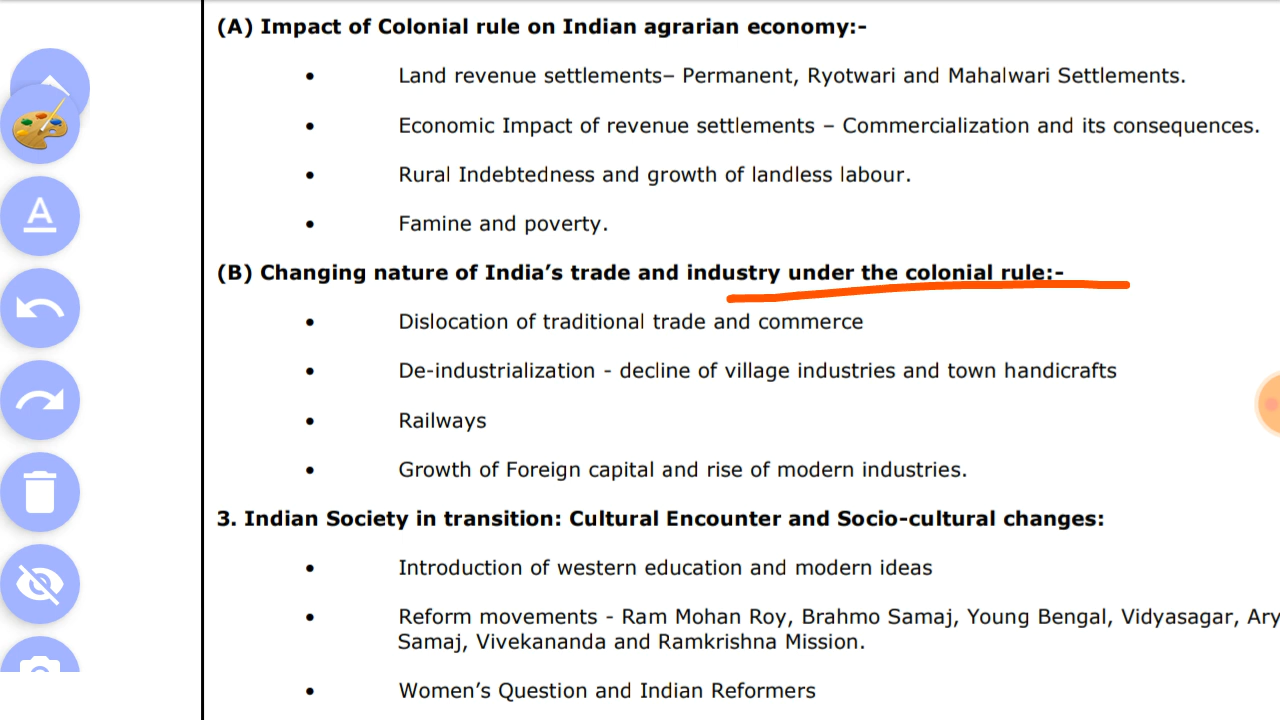 (A) Impact of Colonial rule on Indian agrarian economy:-
• Land revenue settlements– Permanent, Ryotwari and Mahalwari Settlements.
• Economic Impact of revenue settlements – Commercialization and its consequences.
• Rural Indebtedness and growth of landless labour.
• Famine and poverty.
(B) Changing nature of India’s trade and industry under the colonial rule:-
• Dislocation of traditional trade and commerce
• De-industrialization - decline of village industries and town handicrafts
• Railways
• Growth of Foreign capital and rise of modern industries.
3. Indian Society in transition: Cultural Encounter and Socio-cultural changes:
• Introduction of western education and modern ideas
• Reform movements - Ram Mohan Roy, Brahmo Samaj, Young Bengal, Vidyasagar, Ary
Samaj, Vivekananda and Ramkrishna Mission.
• Women’s Question and Indian Reformers
A